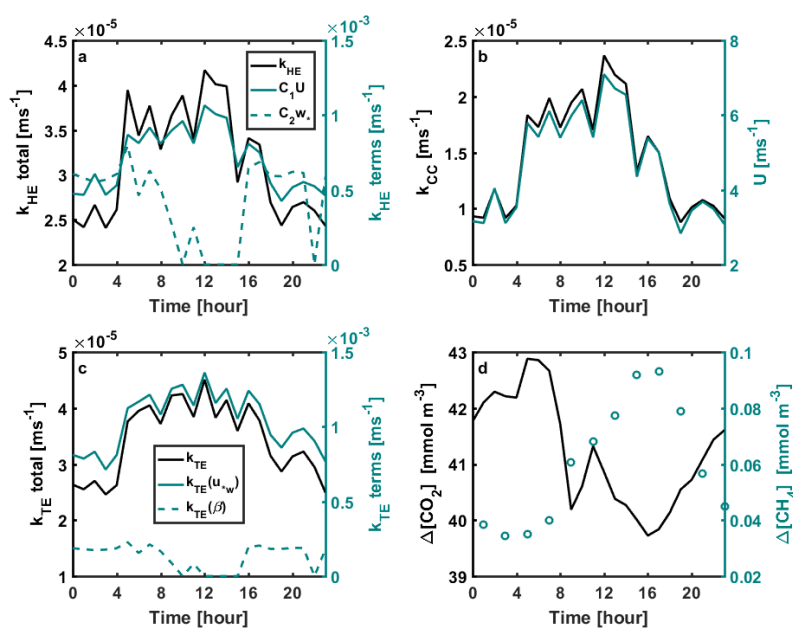 ×10⁻⁵
×10⁻³
4.5
4
3.5
3
2.5
2
1.5
1
0.5
0
a
k_HE
C₁U
C₂w*
k_HE total [ms⁻¹]
k_HE terms [ms⁻¹]
0 4 8 12 16 20
Time [hour]
×10⁻⁵
2.5
2
1.5
1
0.5
8
6
4
2
b
k_CC [ms⁻¹]
U [ms⁻¹]
0 4 8 12 16 20
Time [hour]
×10⁻⁵
×10⁻³
5
4
3
2
1
1.5
1
0.5
0
c
k_TE
k_TE(u*w)
k_TE(β)
k_TE total [ms⁻¹]
k_TE terms [ms⁻¹]
0 4 8 12 16 20
Time [hour]
43
42
41
40
39
0.1
0.08
0.06
0.04
0.02
d
Δ[CO₂] [mmol m⁻³]
Δ[CH₄] [mmol m⁻³]
0 4 8 12 16 20
Time [hour]